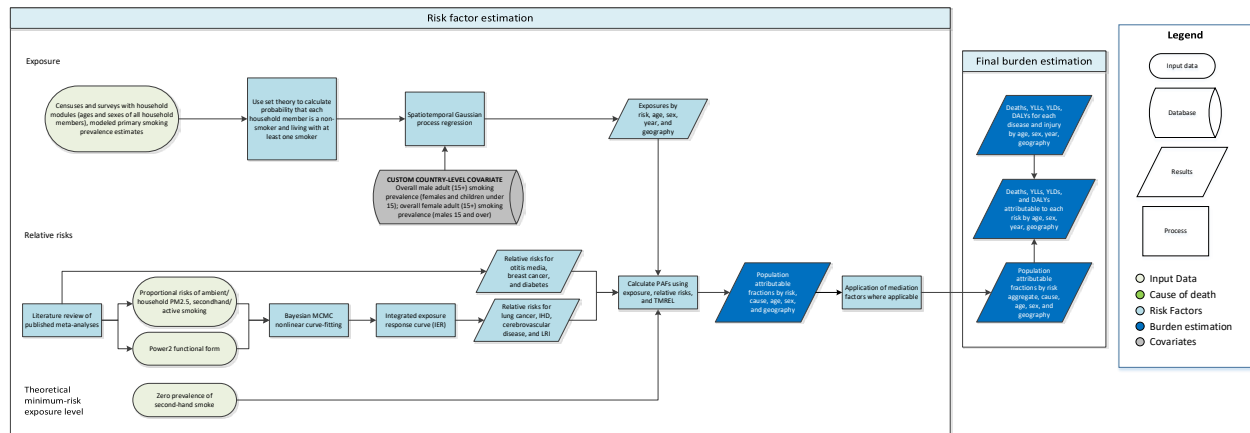 Risk factor estimation
Exposure
Censuses and surveys with household
modules (ages and sexes of all household
members), modeled primary smoking
prevalence estimates
Use set theory to calculate
probability that each
household member is a non-
smoker and living with at
least one smoker
Spatiotemporal Gaussian
process regression
Exposures by
risk, age, sex,
year, and
geography
CUSTOM COUNTRY-LEVEL COVARIATE
Overall male adult (15+) smoking
prevalence (females and children under
15); overall female adult (15+) smoking
prevalence (males 15 and over)
Relative risks
Literature review of
published meta-analyses
Proportional risks of ambient/
household PM2.5, secondhand/
active smoking
Power2 functional form
Bayesian MCMC
nonlinear curve-fitting
Integrated exposure
response curve (IER)
Relative risks for
otitis media,
breast cancer,
and diabetes
Relative risks for
lung cancer, IHD,
cerebrovascular
disease, and LRI
Calculate PAFs using
exposure, relative risks,
and TMREL
Population
attributable
fractions by risk,
cause, age, sex,
and geography
Application of mediation
factors where applicable
Theoretical
minimum-risk
exposure level
Zero prevalence of
second-hand smoke
Final burden estimation
Deaths, YLLs, YLDs,
DALYs for each
disease and injury
by age, sex, year,
geography
Deaths, YLLs, YLDs,
and DALYs
attributable to each
risk by age, sex,
year, geography
Population
attributable
fractions by risk
aggregate, cause,
age, sex, and
geography
Legend
Input data
Database
Results
Process
Input Data
Cause of death
Risk Factors
Burden estimation
Covariates